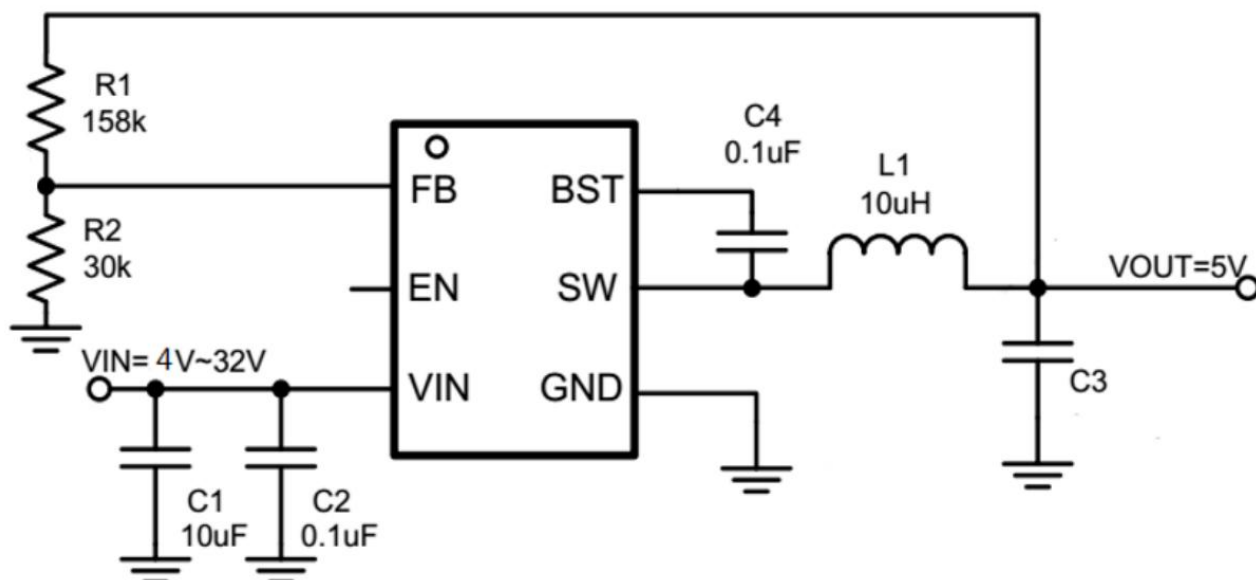 R1
158k
C4
0.1uF
L1
10uH
FB
BST
R2
30k
EN
SW
VOUT=5V
VIN= 4V~32V
VIN
GND
C3
C1
10uF
C2
0.1uF